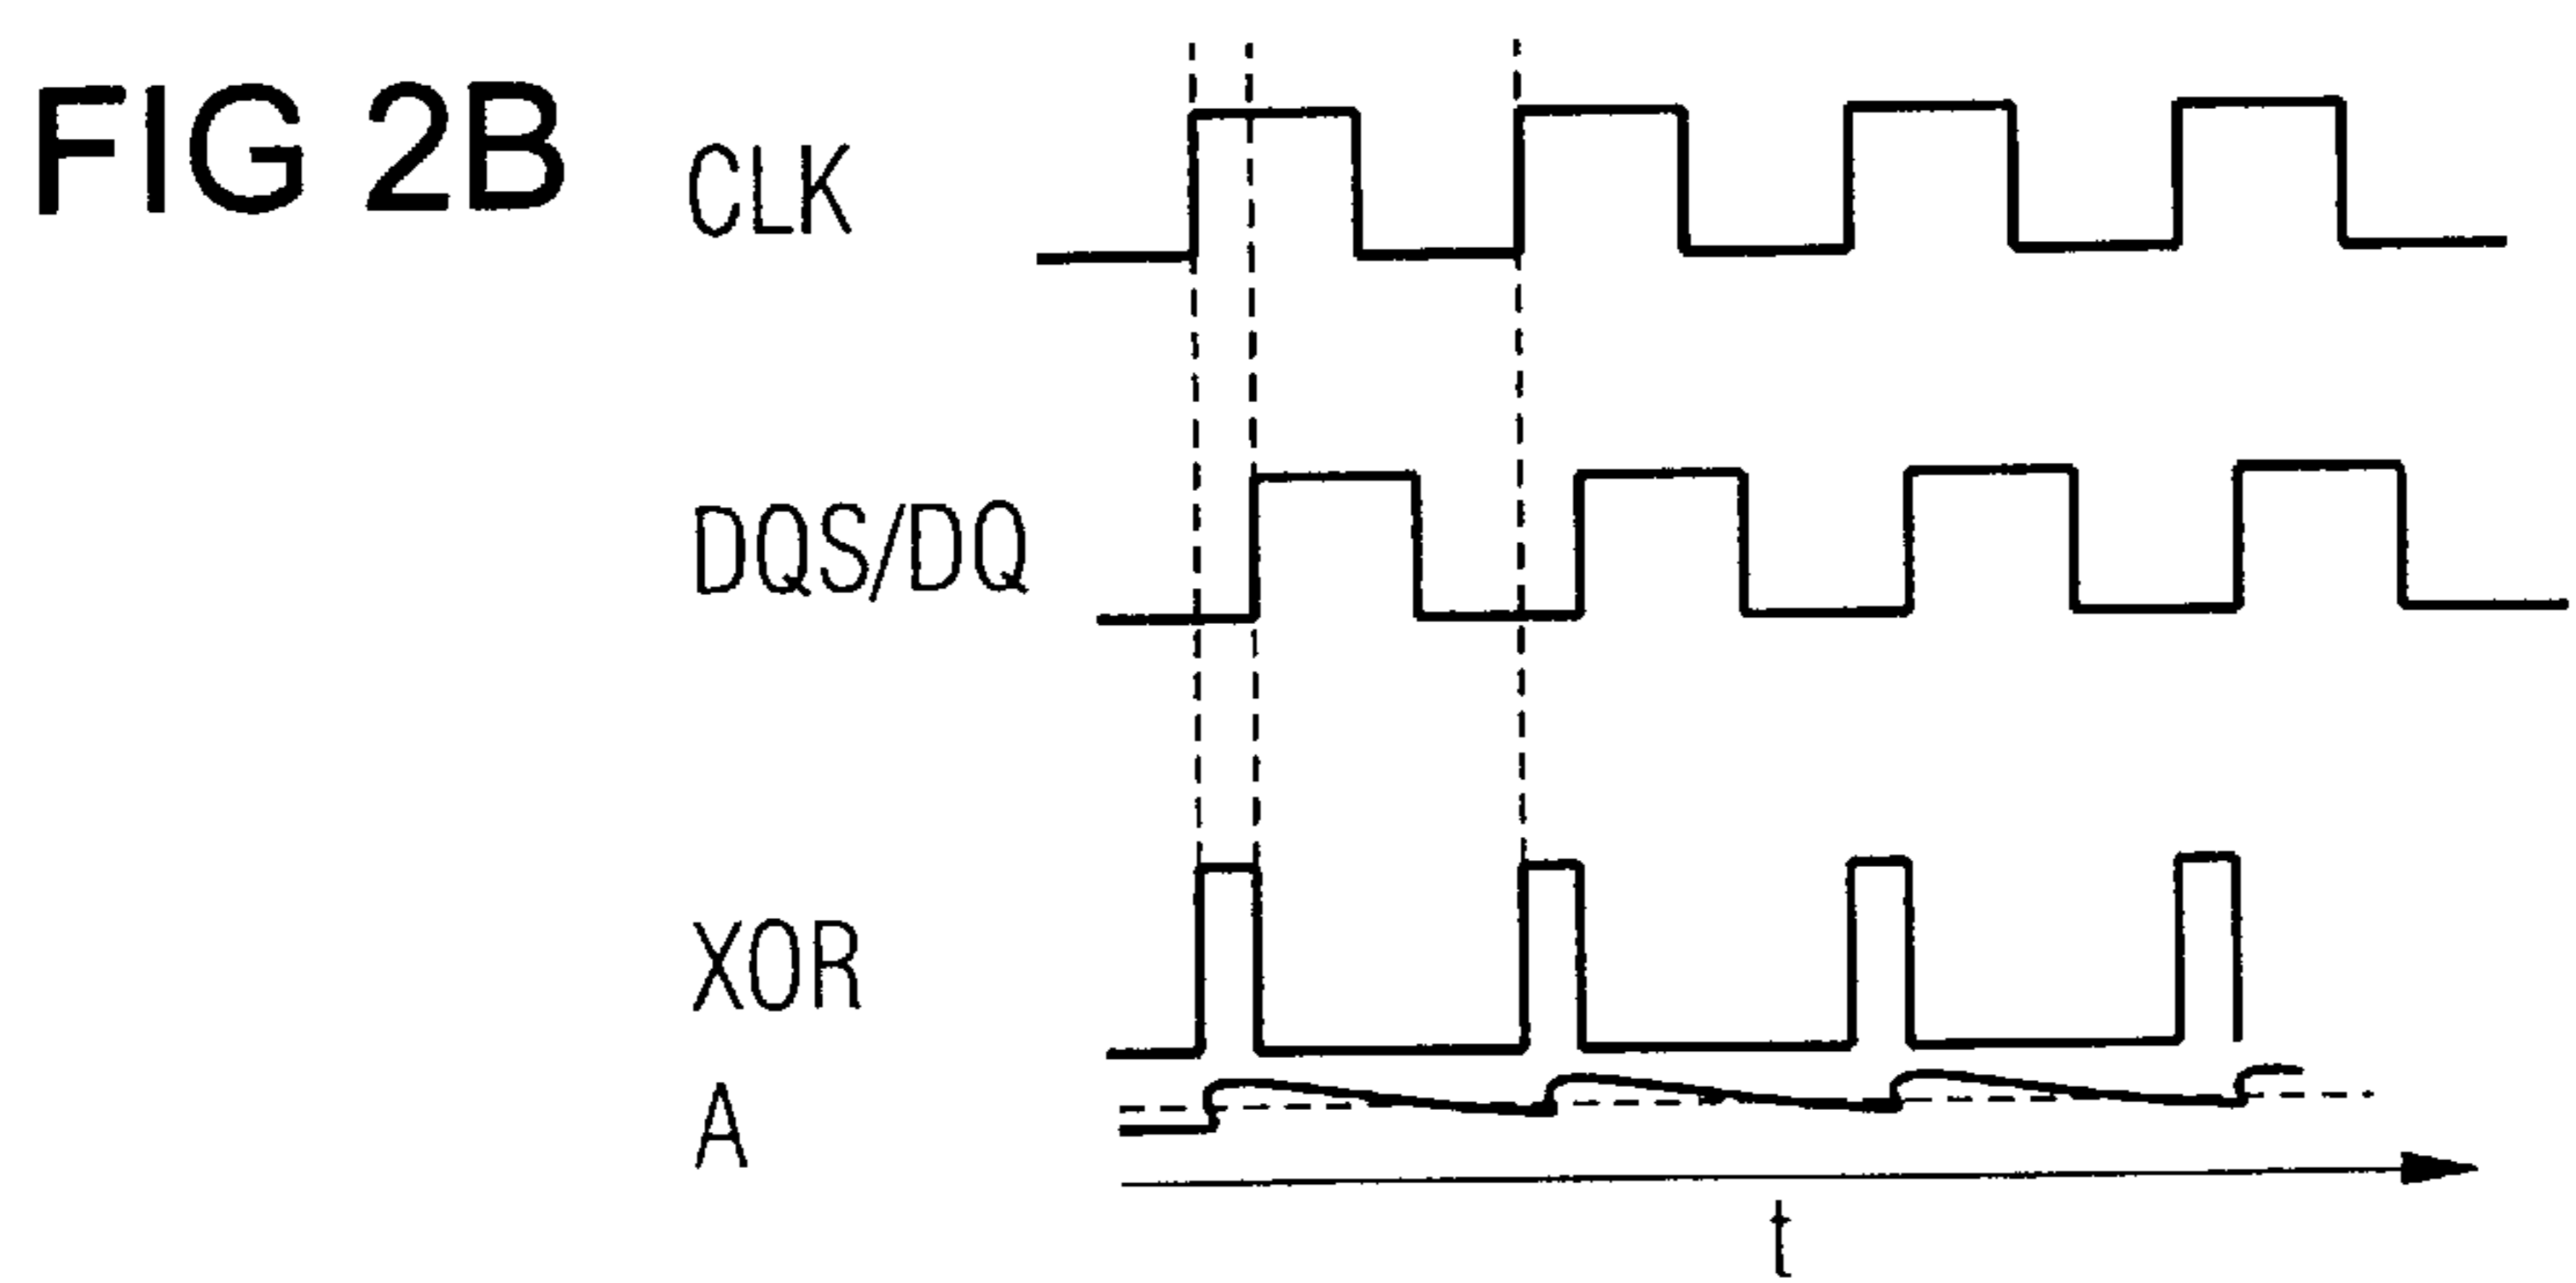 FIG 2B
CLK
DQS/DQ
XOR
A
t